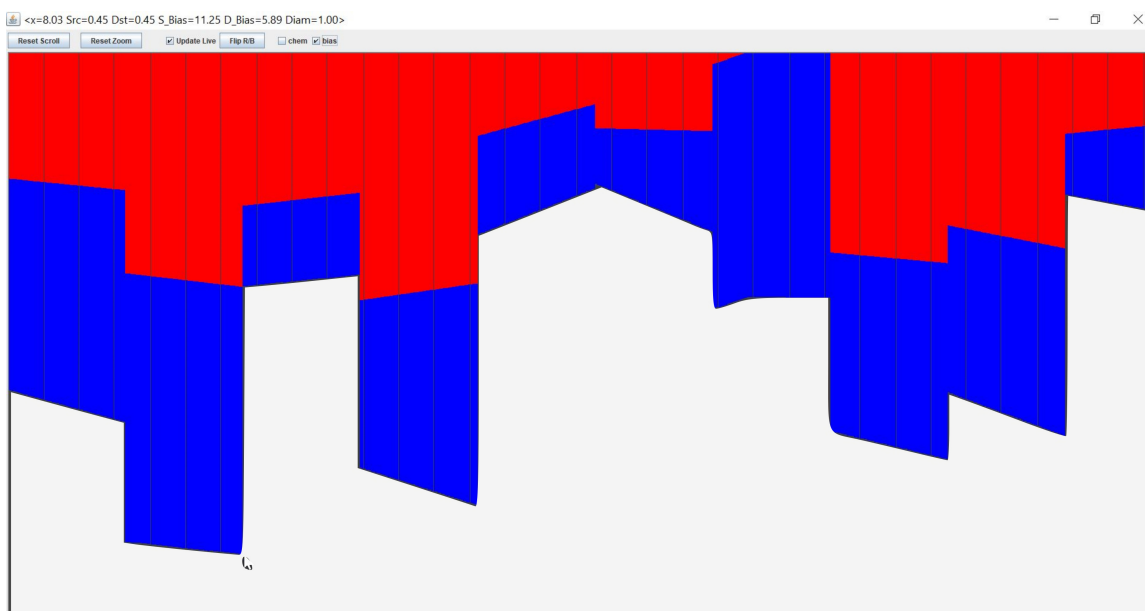 <x=8.03 Src=0.45 Dst=0.45 S_Bias=11.25 D_Bias=5.89 Diam=1.00>
Reset Scroll Reset Zoom Update Live Flip R/B chem bias